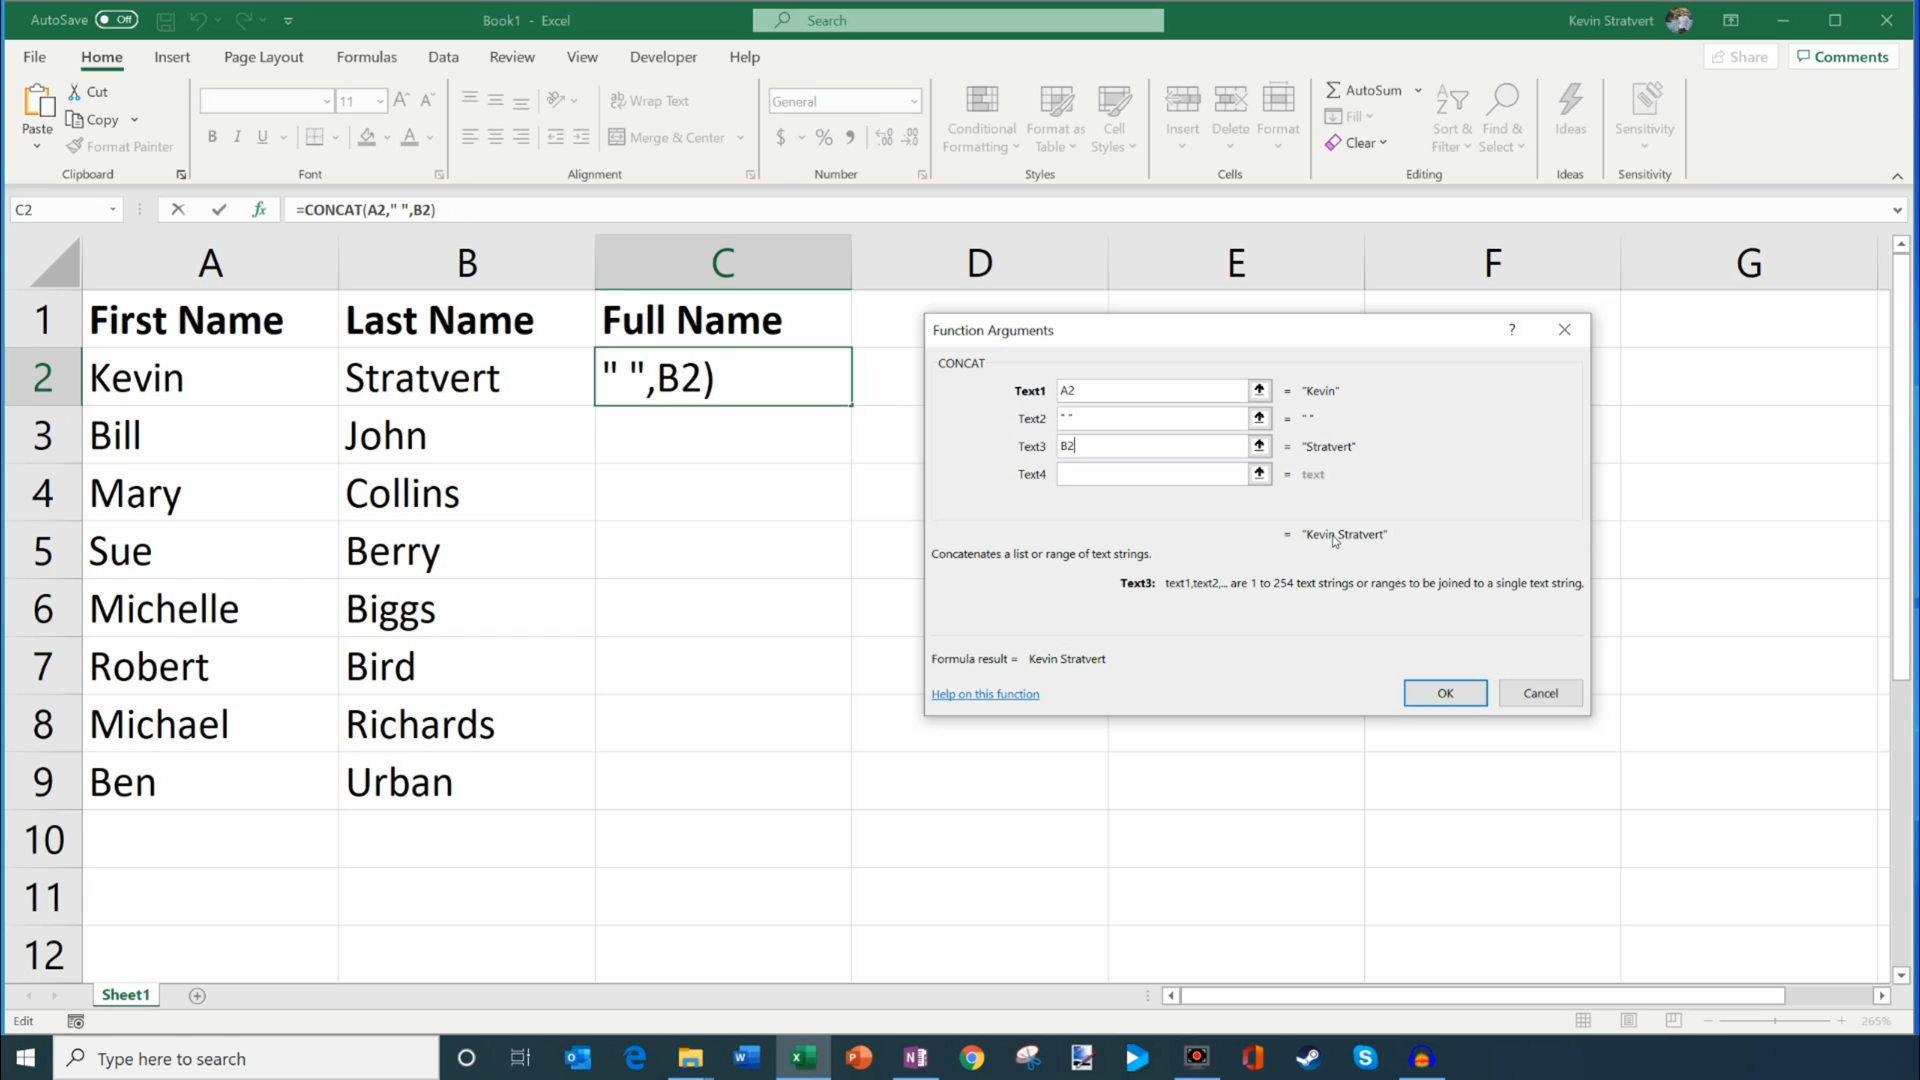 AutoSave Off
Book1 - Excel
Search
Kevin Stratvert
File Home Insert Page Layout Formulas Data Review View Developer Help
Share Comments
Paste
Cut
Copy
Format Painter
Clipboard
11
B I U
Font
Wrap Text
Merge & Center
Alignment
General
$ % ,
Number
Conditional Formatting
Format as Table
Cell Styles
Styles
Insert Delete Format
Cells
AutoSum
Fill
Clear
Sort & Filter
Find & Select
Editing
Ideas
Ideas
Sensitivity
Sensitivity
C2
fx
=CONCAT(A2," ",B2)
A B C D E F G
1 First Name Last Name Full Name
2 Kevin Stratvert " ",B2)
3 Bill John
4 Mary Collins
5 Sue Berry
6 Michelle Biggs
7 Robert Bird
8 Michael Richards
9 Ben Urban
10
11
12
Function Arguments ?
CONCAT
Text1 A2 = "Kevin"
Text2 " " = " "
Text3 B2 = "Stratvert"
Text4 = text
= "Kevin Stratvert"
Concatenates a list or range of text strings.
Text3: text1,text2,... are 1 to 254 text strings or ranges to be joined to a single text string.
Formula result = Kevin Stratvert
Help on this function
OK Cancel
Sheet1
Edit
265%
Type here to search